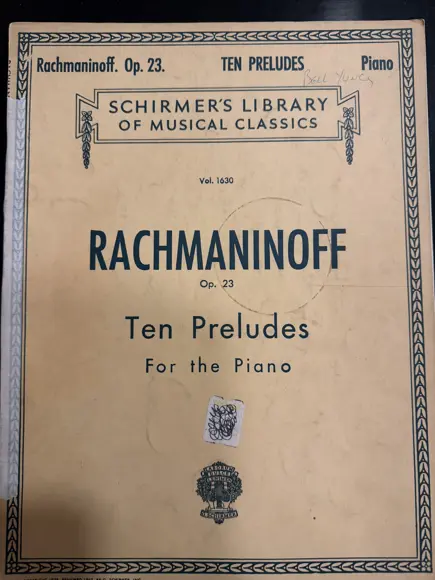 Rachmaninoff. Op. 23. TEN PRELUDES Piano
SCHIRMER'S LIBRARY
OF MUSICAL CLASSICS
Vol. 1630
RACHMANINOFF
Op. 23
Ten Preludes
For the Piano